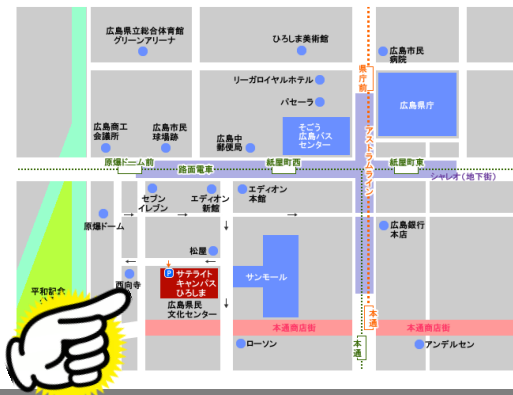 広島県立総合体育館
グリーンアリーナ
ひろしま美術館
広島市民
病院
県庁前
リーガロイヤルホテル
パセーラ
広島県庁
広島商工
会議所
広島市民
球場跡
広島中
郵便局
そごう
広島バス
センター
アストラムライン
原爆ドーム前
路面電車
紙屋町西
紙屋町東
シャレオ(地下街)
セブン
イレブン
エディオン
新館
エディオン
本館
原爆ドーム
広島銀行
本店
松屋
西向寺
P サテライト
キャンパス
ひろしま
サンモール
平和記念
広島県民
文化センター
本通
本通商店街
本通商店街
ローソン
本通
アンデルセン